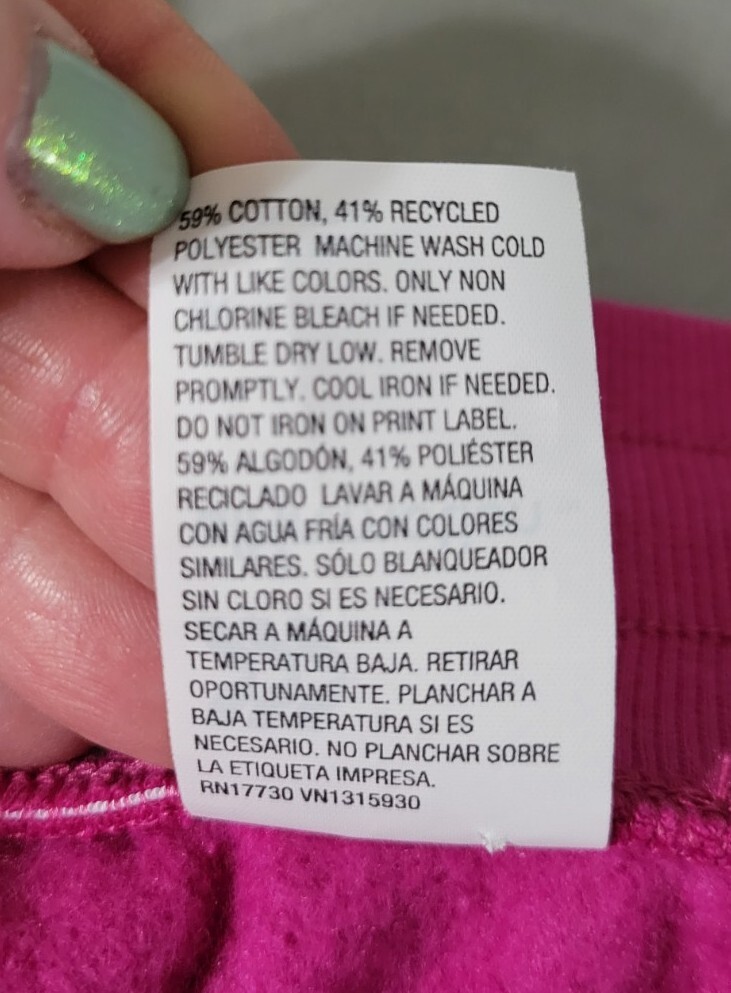 59% COTTON, 41% RECYCLED
POLYESTER MACHINE WASH COLD
WITH LIKE COLORS. ONLY NON
CHLORINE BLEACH IF NEEDED.
TUMBLE DRY LOW. REMOVE
PROMPTLY. COOL IRON IF NEEDED.
DO NOT IRON ON PRINT LABEL.
59% ALGODÓN, 41% POLIÉSTER
RECICLADO LAVAR A MÁQUINA
CON AGUA FRÍA CON COLORES
SIMILARES. SÓLO BLANQUEADOR
SIN CLORO SI ES NECESARIO.
SECAR A MÁQUINA A
TEMPERATURA BAJA. RETIRAR
OPORTUNAMENTE. PLANCHAR A
BAJA TEMPERATURA SI ES
NECESARIO. NO PLANCHAR SOBRE
LA ETIQUETA IMPRESA.
RN17730 VN1315930